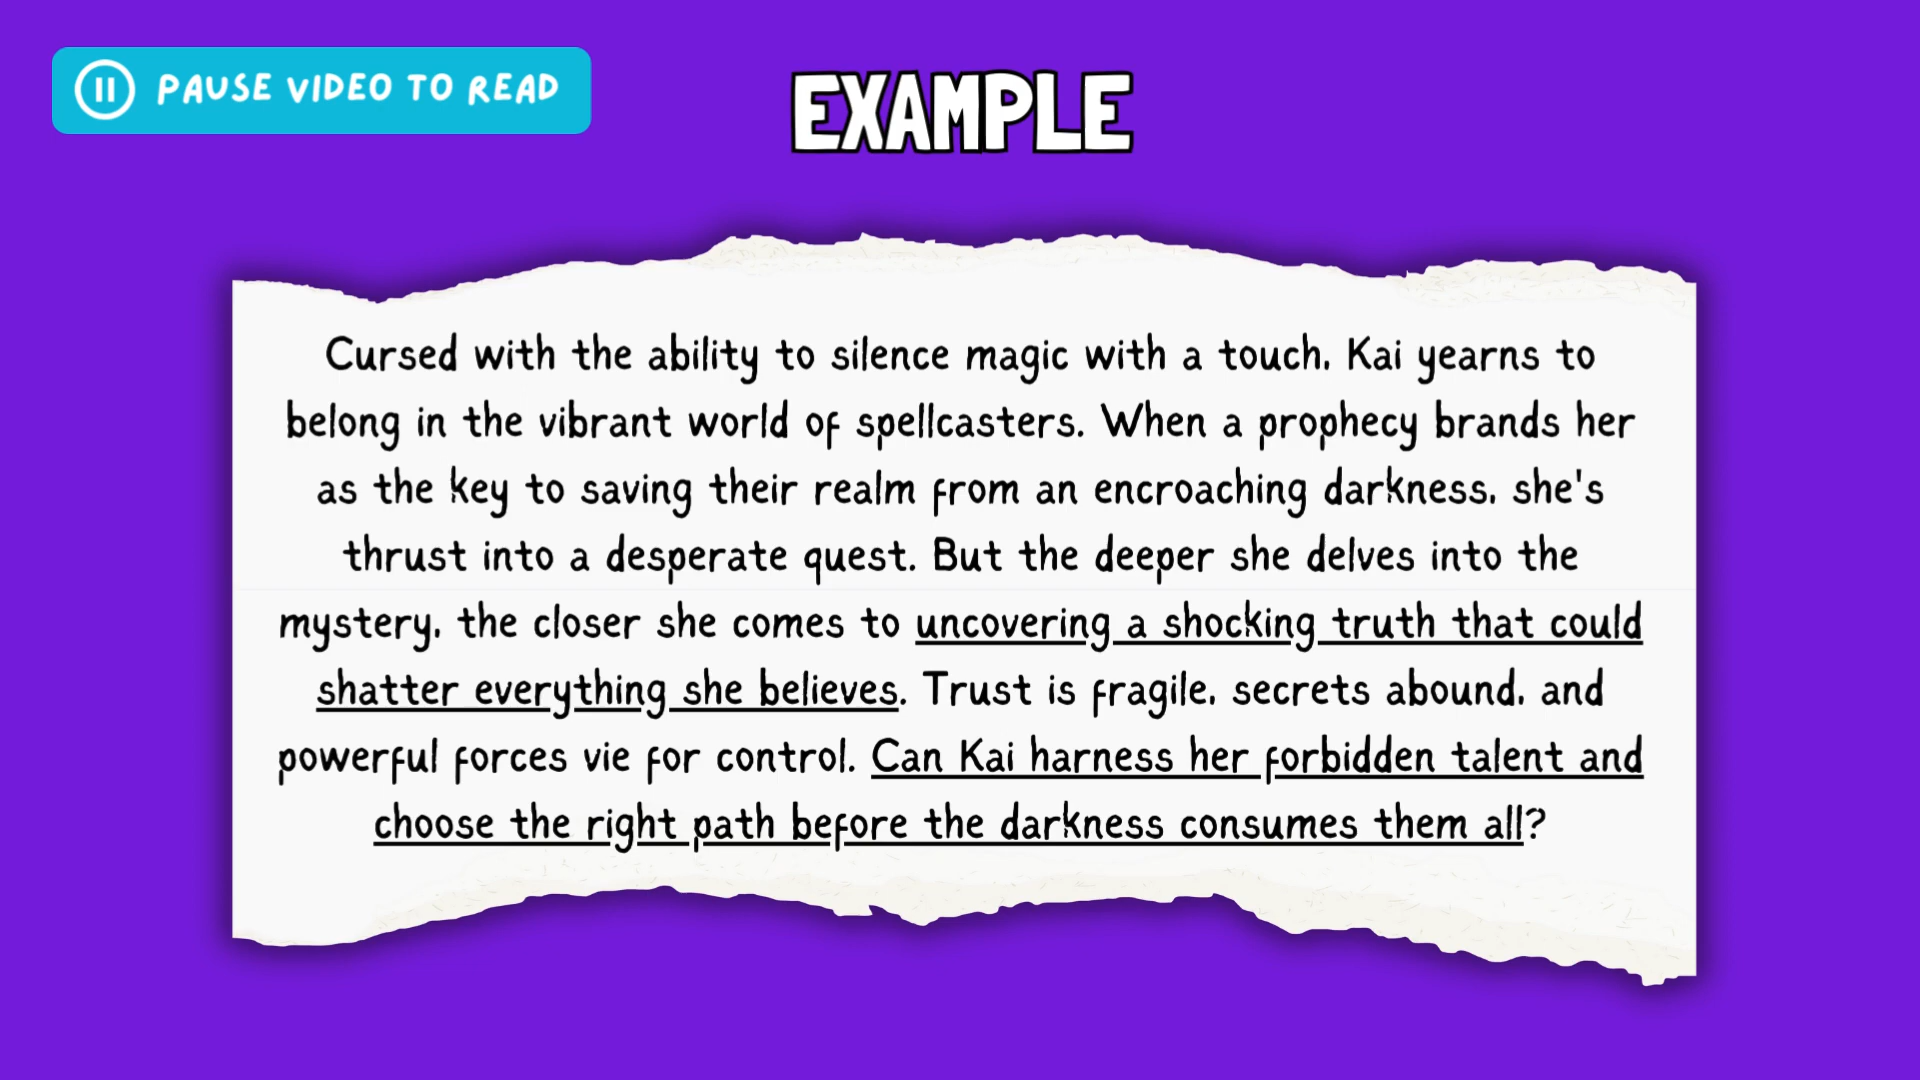 PAUSE VIDEO TO READ
EXAMPLE
Cursed with the ability to silence magic with a touch, Kai yearns to
belong in the vibrant world of spellcasters. When a prophecy brands her
as the key to saving their realm from an encroaching darkness, she's
thrust into a desperate quest. But the deeper she delves into the
mystery, the closer she comes to uncovering a shocking truth that could
shatter everything she believes. Trust is fragile, secrets abound, and
powerful forces vie for control. Can Kai harness her forbidden talent and
choose the right path before the darkness consumes them all?